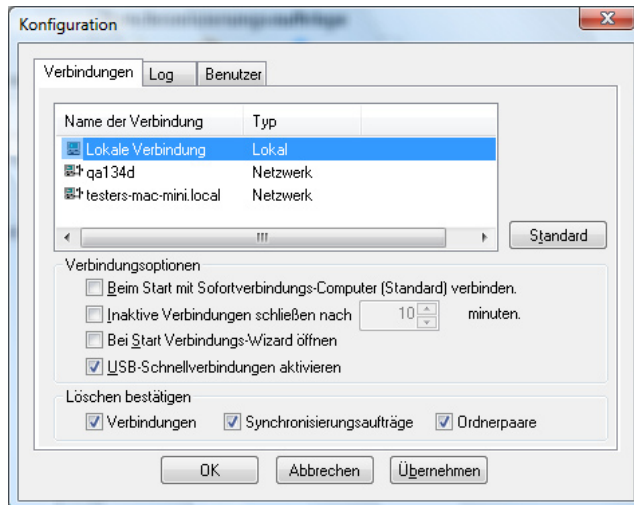 Konfiguration
Verbindungen Log Benutzer
Name der Verbindung Typ
Lokale Verbindung Lokal
qa134d Netzwerk
testers-mac-mini.local Netzwerk
Standard
Verbindungsoptionen
Beim Start mit Sofortverbindungs-Computer (Standard) verbinden.
Inaktive Verbindungen schließen nach 10 minuten.
Bei Start Verbindungs-Wizard öffnen
USB-Schnellverbindungen aktivieren
Löschen bestätigen
Verbindungen Synchronisierungsaufträge Ordnerpaare
OK Abbrechen Übernehmen